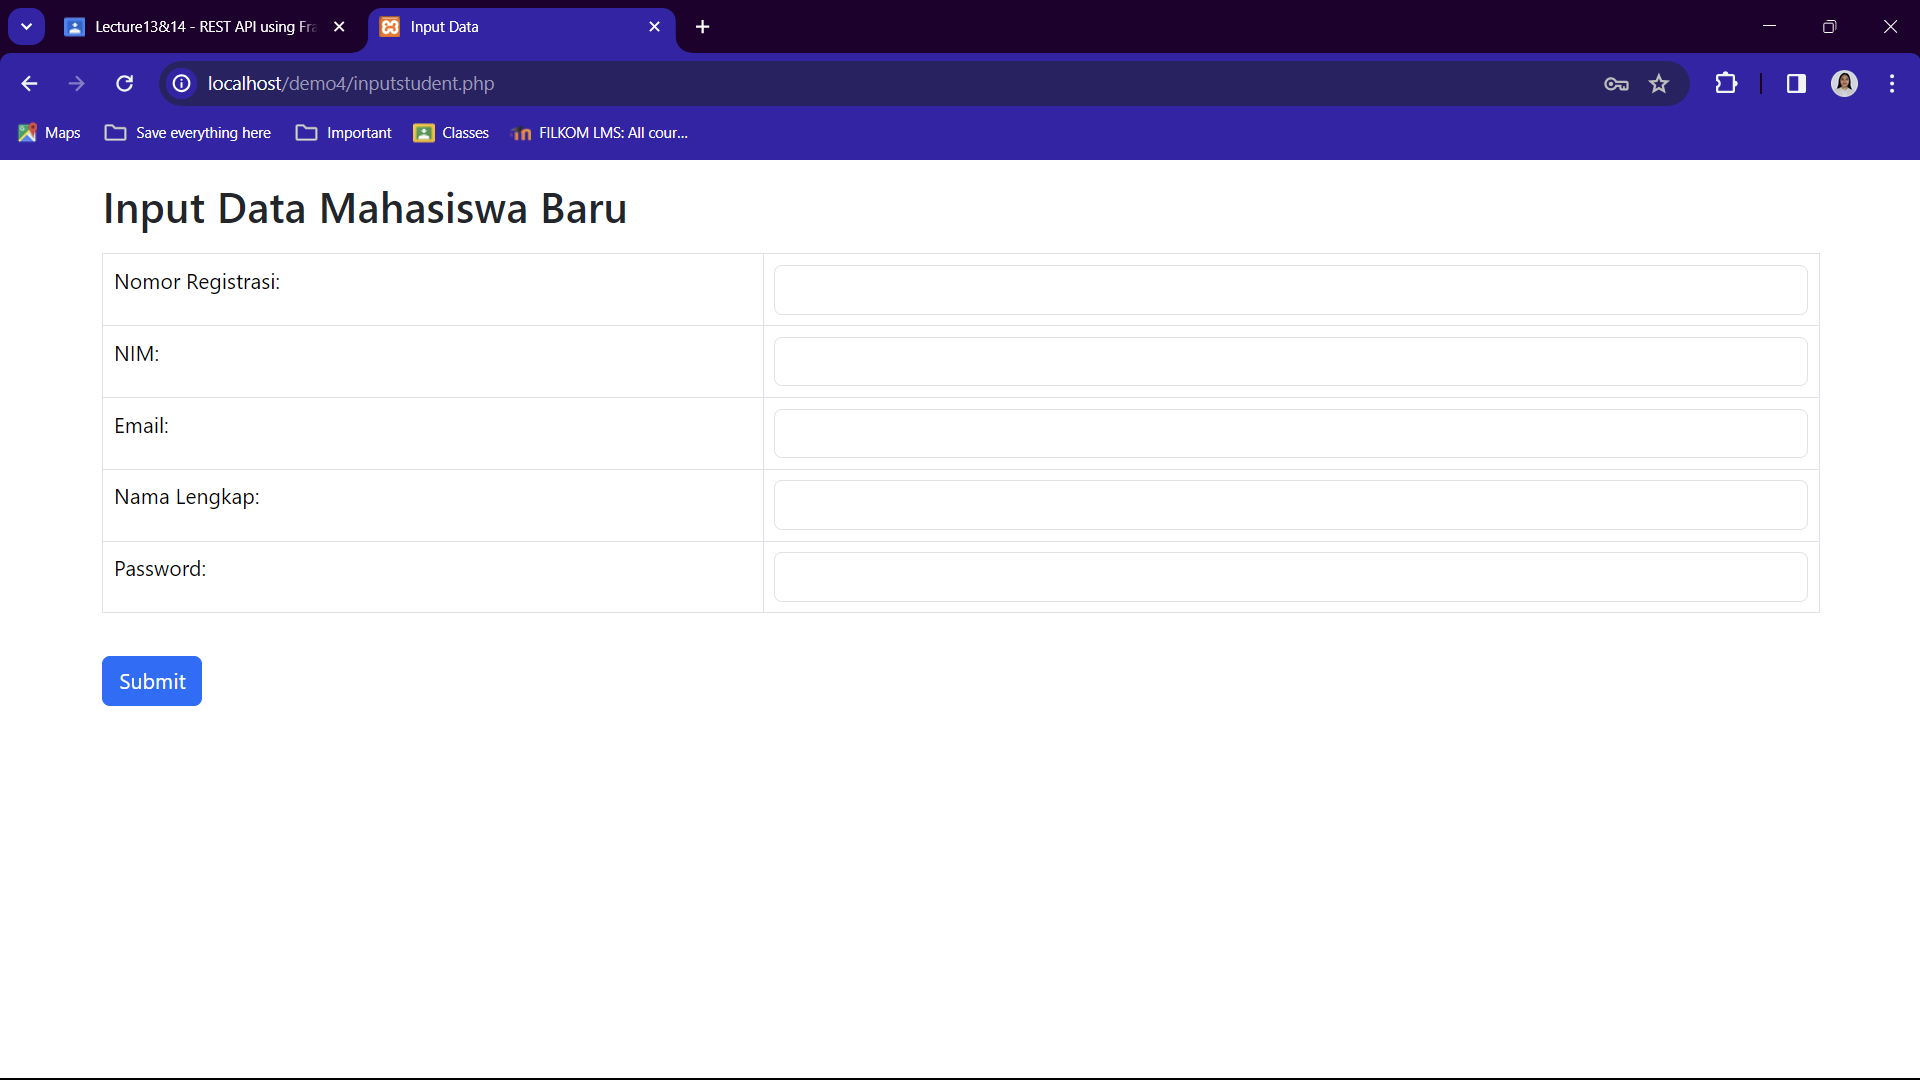 Lecture13&14 - REST API using Fra
Input Data
localhost/demo4/inputstudent.php
Maps
Save everything here
Important
Classes
FILKOM LMS: All cour...
Input Data Mahasiswa Baru
Nomor Registrasi:
NIM:
Email:
Nama Lengkap:
Password:
Submit